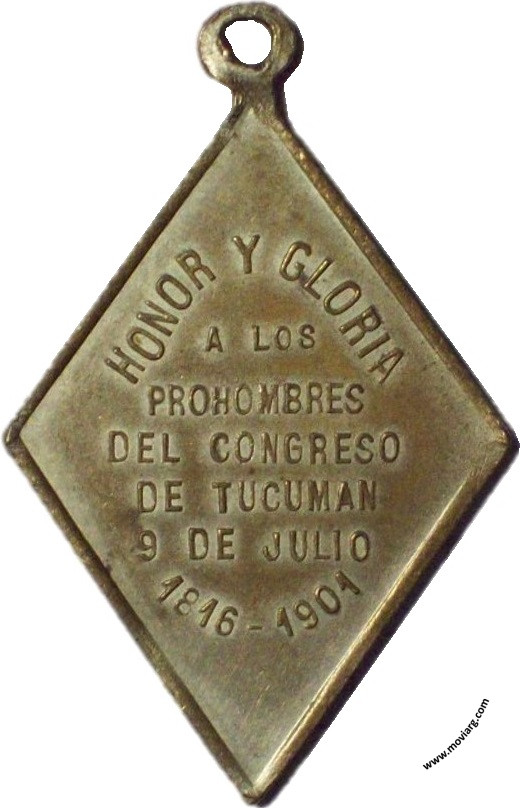 HONOR Y GLORIA
A LOS
PROHOMBRES
DEL CONGRESO
DE TUCUMAN
9 DE JULIO
1816-1901
www.moviarg.com